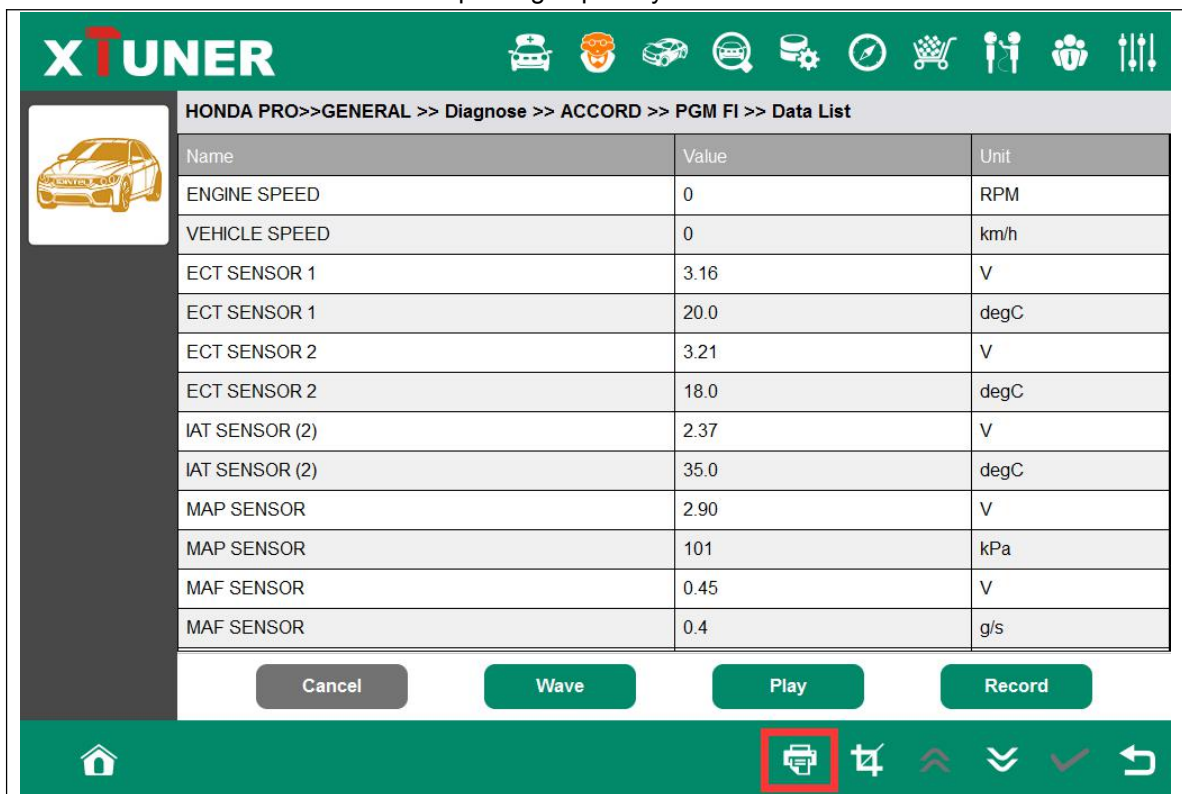 XTUNER
HONDA PRO>>GENERAL >> Diagnose >> ACCORD >> PGM FI >> Data List
Name Value Unit
ENGINE SPEED 0 RPM
VEHICLE SPEED 0 km/h
ECT SENSOR 1 3.16 V
ECT SENSOR 1 20.0 degC
ECT SENSOR 2 3.21 V
ECT SENSOR 2 18.0 degC
IAT SENSOR (2) 2.37 V
IAT SENSOR (2) 35.0 degC
MAP SENSOR 2.90 V
MAP SENSOR 101 kPa
MAF SENSOR 0.45 V
MAF SENSOR 0.4 g/s
Cancel Wave Play Record